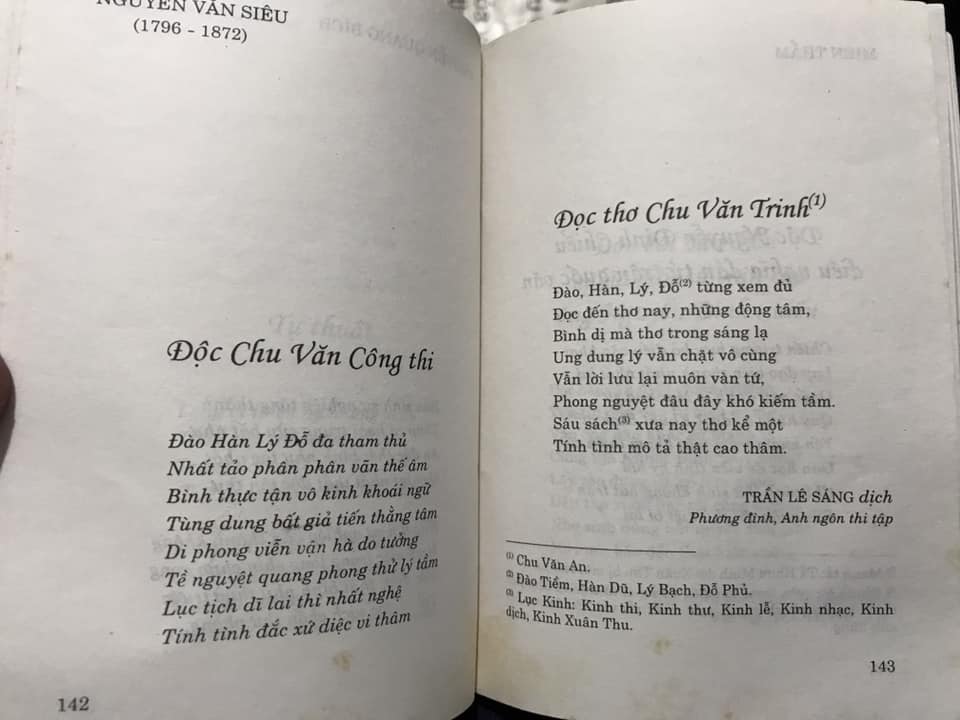 NGUYỄN VĂN SIÊU
(1796 - 1872)
Độc Chu Văn Công thi
Đào Hàn Lý Đỗ đa tham thủ
Nhất tảo phân phân vãn thế âm
Bình thực tận vô kinh khoái ngữ
Tùng dung bất giả tiến thằng tâm
Di phong viễn vận hà do tưởng
Tễ nguyệt quang phong thử lý tầm
Lục tịch dĩ lai thì nhất nghệ
Tính tình đắc xứ diệc vi thâm
142
Đọc thơ Chu Văn Trinh(1)
Đào, Hàn, Lý, Đỗ(2) từng xem đủ
Đọc đến thơ nay, những động tâm,
Bình dị mà thơ trong sáng lạ
Ung dung lý vẫn chặt vô cùng
Vẫn lời lưu lại muôn vàn tứ,
Phong nguyệt đâu đây khó kiếm tầm.
Sáu sách(3) xưa nay thơ kể một
Tính tình mô tả thật cao thâm.
TRẦN LÊ SÁNG dịch
Phương đình, Anh ngôn thi tập
(1) Chu Văn An.
(2) Đào Tiềm, Hàn Dũ, Lý Bạch, Đỗ Phủ.
(3) Lục Kinh: Kinh thi, Kinh thư, Kinh lễ, Kinh nhạc, Kinh
dịch, Kinh Xuân Thu.
143